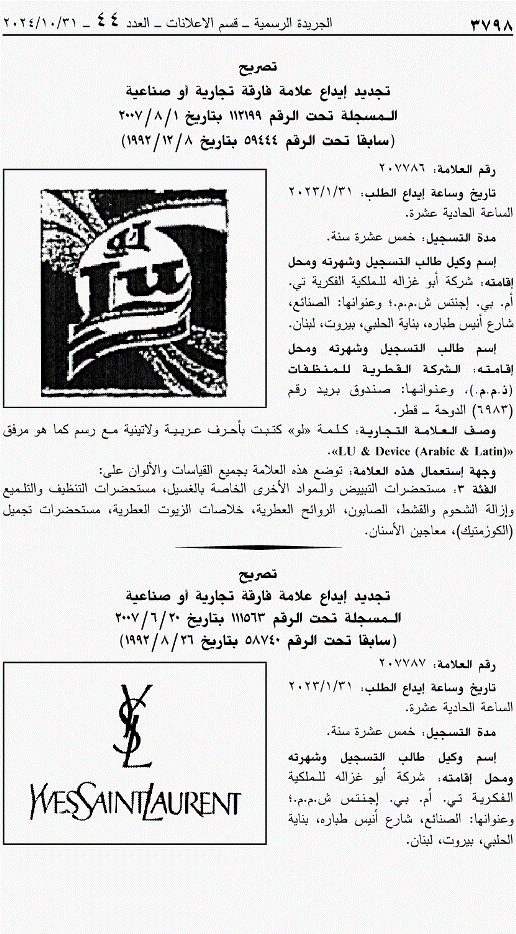 ٣٧٩٨ الجريدة الرسمية ــ قسم الاعلانات ــ العدد ٤٤ ــ ٢٠٢٤/١٠/٣١
تصريح
تجديد إيداع علامة فارقة تجارية أو صناعية
المسجلة تحت الرقم ١١٢١٩٩ بتاريخ ٢٠٠٧/٨/١
(سابقا تحت الرقم ٥٩٤٤٤ بتاريخ ١٩٩٢/١٢/٨)
رقم العلامة: ٢٠٧٧٨٦
تاريخ وساعة إيداع الطلب: ٢٠٢٣/١/٣١
الساعة الحادية عشرة.
مدة التسجيل: خمس عشرة سنة.
إسم وكيل طالب التسجيل وشهرته ومحل
إقامته: شركة أبو غزاله للملكية الفكرية تي.
أم. بي. إجنتس ش.م.م.؛ وعنوانها: الصنائع،
شارع أنيس طباره، بناية الحلبي، بيروت، لبنان.
إسم طالب التسجيل وشهرته ومحل
إقامته: الشركة القطرية للمنظفات
(ذ.م.م.)، وعنوانها: صندوق بريد رقم
(٦٩٨٣) الدوحة ــ قطر.
لو
Lu
وصف العلامة التجارية: كلمة «لو» كتبت بأحرف عربية ولاتينية مع رسم كما هو مرفق
«LU & Device (Arabic & Latin)».
وجهة إستعمال هذه العلامة: توضع هذه العلامة بجميع القياسات والألوان على:
الفئة ٣: مستحضرات التبييض والمواد الأخرى الخاصة بالغسيل، مستحضرات التنظيف والتلميع
وإزالة الشحوم والقشط، الصابون، الروائح العطرية، خلاصات الزيوت العطرية، مستحضرات تجميل
(الكوزمتيك)، معاجين الأسنان.
تصريح
تجديد إيداع علامة فارقة تجارية أو صناعية
المسجلة تحت الرقم ١١١٥٦٣ بتاريخ ٢٠٠٧/٦/٢٠
(سابقا تحت الرقم ٥٨٧٤٠ بتاريخ ١٩٩٢/٨/٢٦)
رقم العلامة: ٢٠٧٧٨٧
تاريخ وساعة إيداع الطلب: ٢٠٢٣/١/٣١
الساعة الحادية عشرة.
مدة التسجيل: خمس عشرة سنة.
إسم وكيل طالب التسجيل وشهرته
ومحل إقامته: شركة أبو غزاله للملكية
الفكرية تي. أم. بي. إجنتس ش.م.م.؛
وعنوانها: الصنائع، شارع أنيس طباره، بناية
الحلبي، بيروت، لبنان.
YSL
YVESSAINTLAURENT